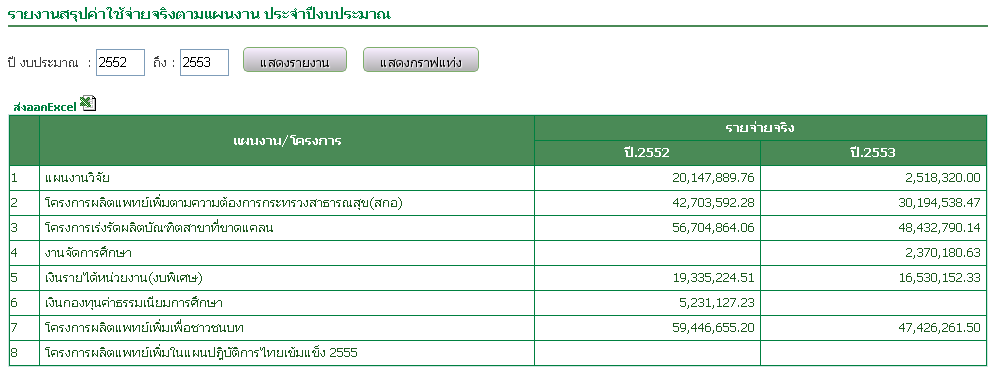 รายงานสรุปค่าใช้จ่ายจริงตามแผนงาน ประจำปีงบประมาณ
ปี งบประมาณ : 2552 ถึง : 2553 แสดงรายงาน แสดงกราฟแท่ง
ส่งออกExcel
แผนงาน/โครงการ รายจ่ายจริง
ปี.2552 ปี.2553
1 แผนงานวิจัย 20,147,889.76 2,518,320.00
2 โครงการผลิตแพทย์เพิ่มตามความต้องการกระทรวงสาธารณสุข(สกอ) 42,703,592.28 30,194,538.47
3 โครงการเร่งรัดผลิตบัณฑิตสาขาที่ขาดแคลน 56,704,864.06 48,432,790.14
4 งานจัดการศึกษา 2,370,180.63
5 เงินรายได้หน่วยงาน(งบพิเศษ) 19,335,224.51 16,530,152.33
6 เงินกองทุนค่าธรรมเนียมการศึกษา 5,231,127.23
7 โครงการผลิตแพทย์เพิ่มเพื่อชาวชนบท 59,446,655.20 47,426,261.50
8 โครงการผลิตแพทย์เพิ่มในแผนปฎิบัติการไทยเข้มแข็ง 2555